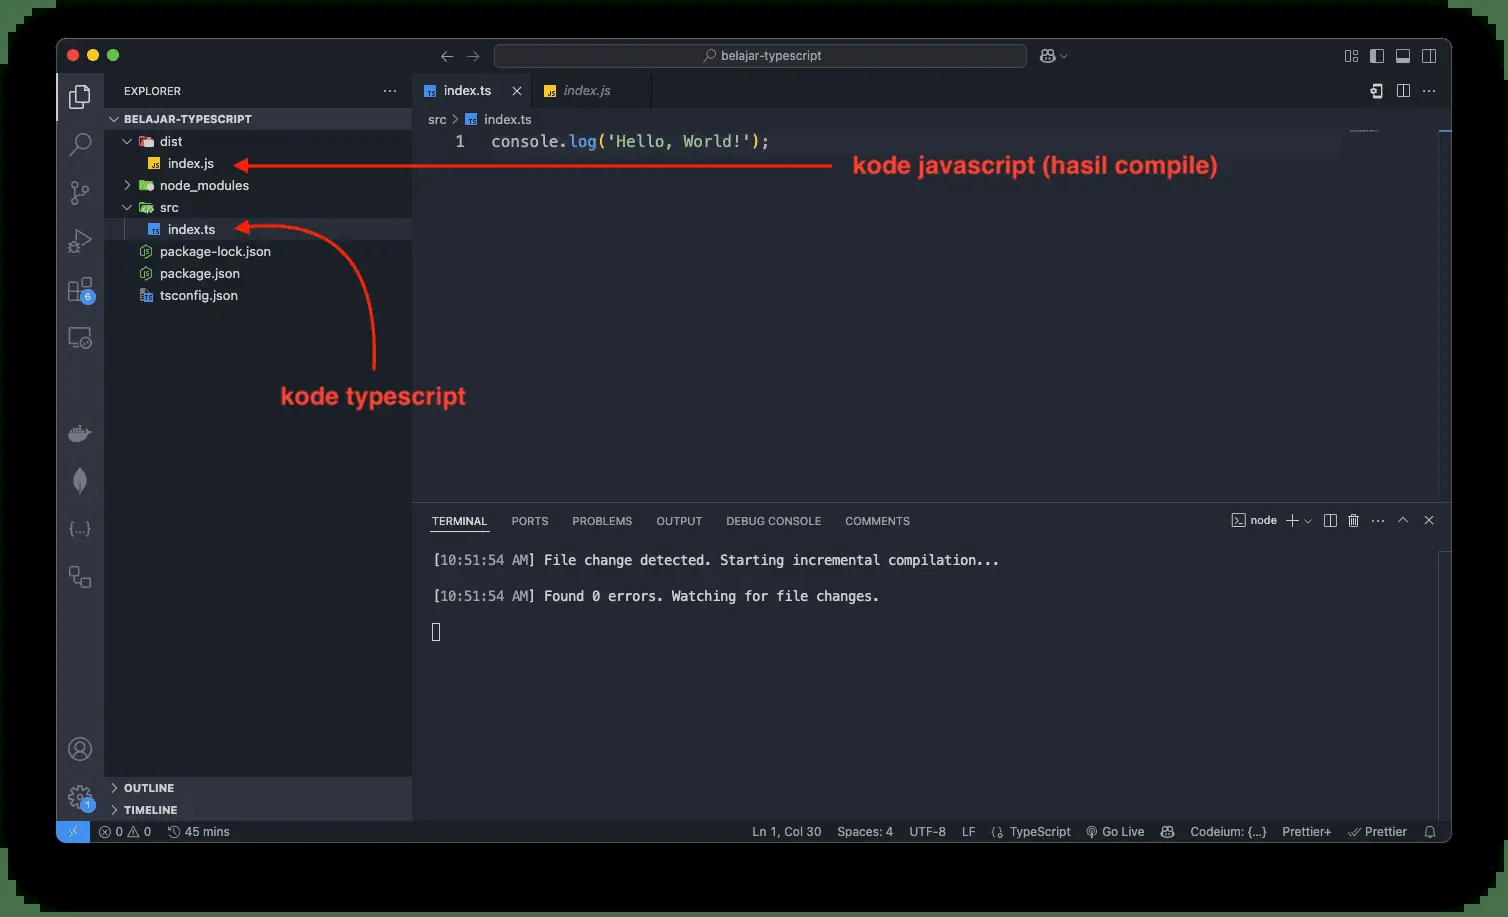 belajar-typescript
EXPLORER
index.ts
index.js
BELAJAR-TYPESCRIPT
src > index.ts
dist
1 console.log('Hello, World!');
index.js
kode javascript (hasil compile)
node_modules
src
index.ts
package-lock.json
package.json
tsconfig.json
kode typescript
TERMINAL PORTS PROBLEMS OUTPUT DEBUG CONSOLE COMMENTS
node
[10:51:54 AM] File change detected. Starting incremental compilation...
[10:51:54 AM] Found 0 errors. Watching for file changes.
6
1
OUTLINE
TIMELINE
0 0 45 mins
Ln 1, Col 30 Spaces: 4 UTF-8 LF TypeScript Go Live Codeium: {...} Prettier+ Prettier